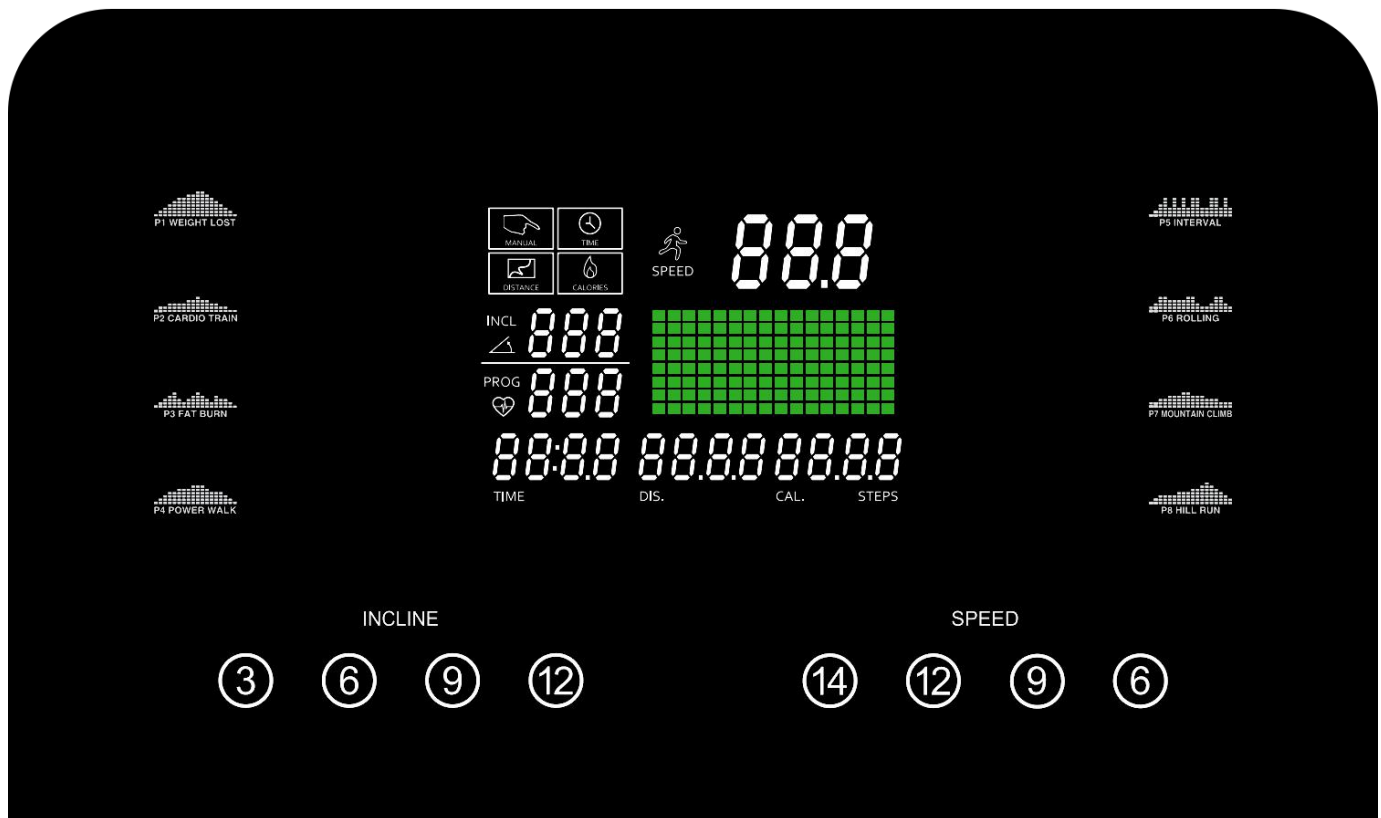 P1 WEIGHT LOST
P2 CARDIO TRAIN
P3 FAT BURN
P4 POWER WALK
MANUAL
TIME
DISTANCE
CALORIES
SPEED
88.8
INCL
888
PROG
888
88:8.8
88.8.8
88.8.8
TIME
DIS.
CAL.
STEPS
P5 INTERVAL
P6 ROLLING
P7 MOUNTAIN CLIMB
P8 HILL RUN
INCLINE
3 6 9 12
SPEED
14 12 9 6